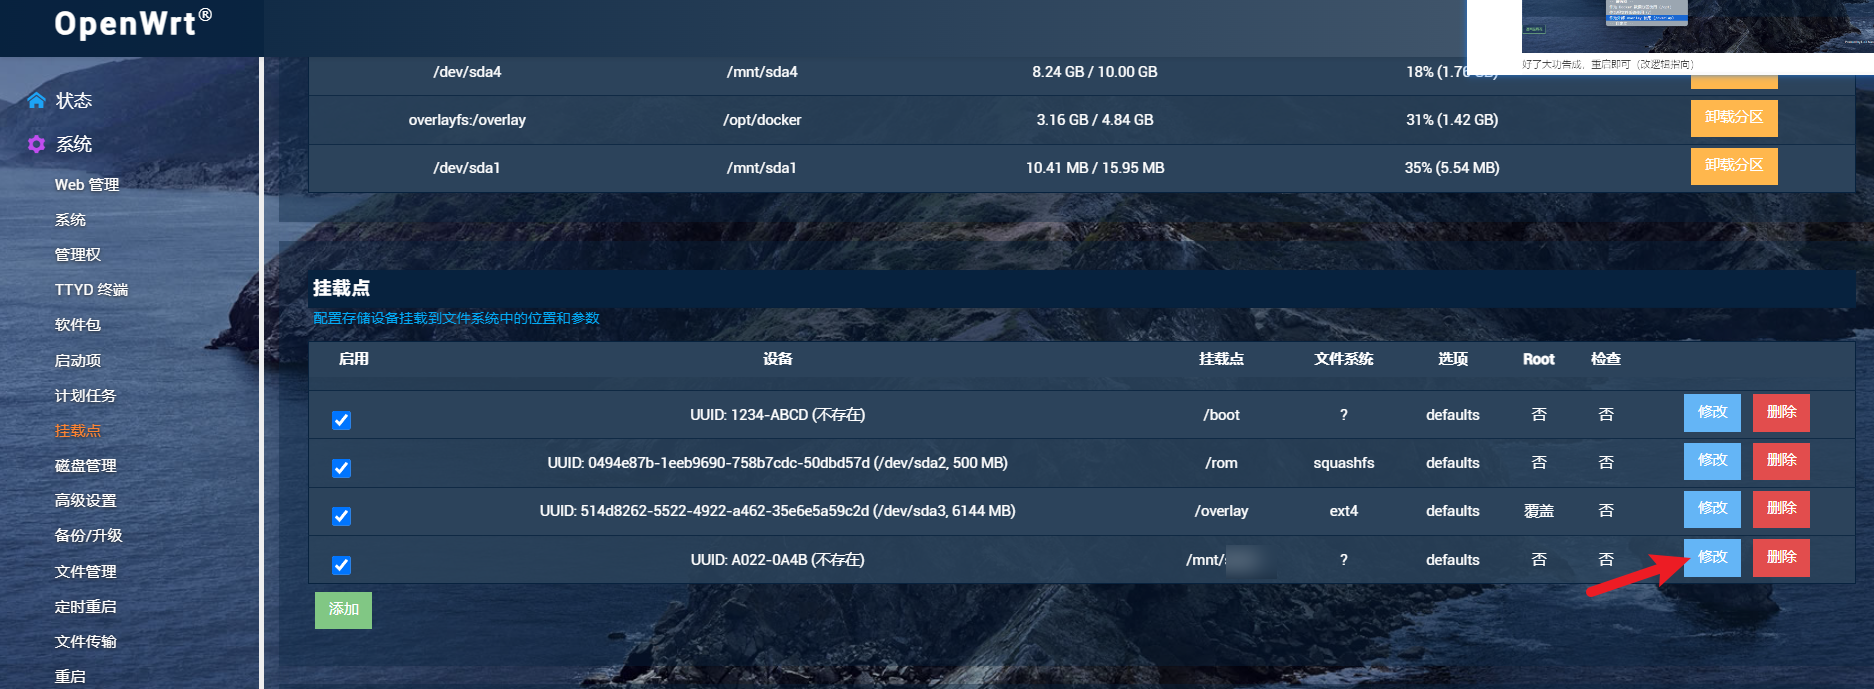 OpenWrt®
好了大功告成，重启即可（改逻辑指向）
状态
系统
Web 管理
系统
管理权
TTYD 终端
软件包
启动项
计划任务
挂载点
磁盘管理
高级设置
备份/升级
文件管理
定时重启
文件传输
重启
/dev/sda4 /mnt/sda4 8.24 GB / 10.00 GB 18% (1.76
overlayfs:/overlay /opt/docker 3.16 GB / 4.84 GB 31% (1.42 GB) 卸载分区
/dev/sda1 /mnt/sda1 10.41 MB / 15.95 MB 35% (5.54 MB) 卸载分区
挂载点
配置存储设备挂载到文件系统中的位置和参数
启用 设备 挂载点 文件系统 选项 Root 检查
UUID: 1234-ABCD (不存在) /boot ? defaults 否 否 修改 删除
UUID: 0494e87b-1eeb9690-758b7cdc-50dbd57d (/dev/sda2, 500 MB) /rom squashfs defaults 否 否 修改 删除
UUID: 514d8262-5522-4922-a462-35e6e5a59c2d (/dev/sda3, 6144 MB) /overlay ext4 defaults 覆盖 否 修改 删除
UUID: A022-0A4B (不存在) /mnt/ ? defaults 否 否 修改 删除
添加